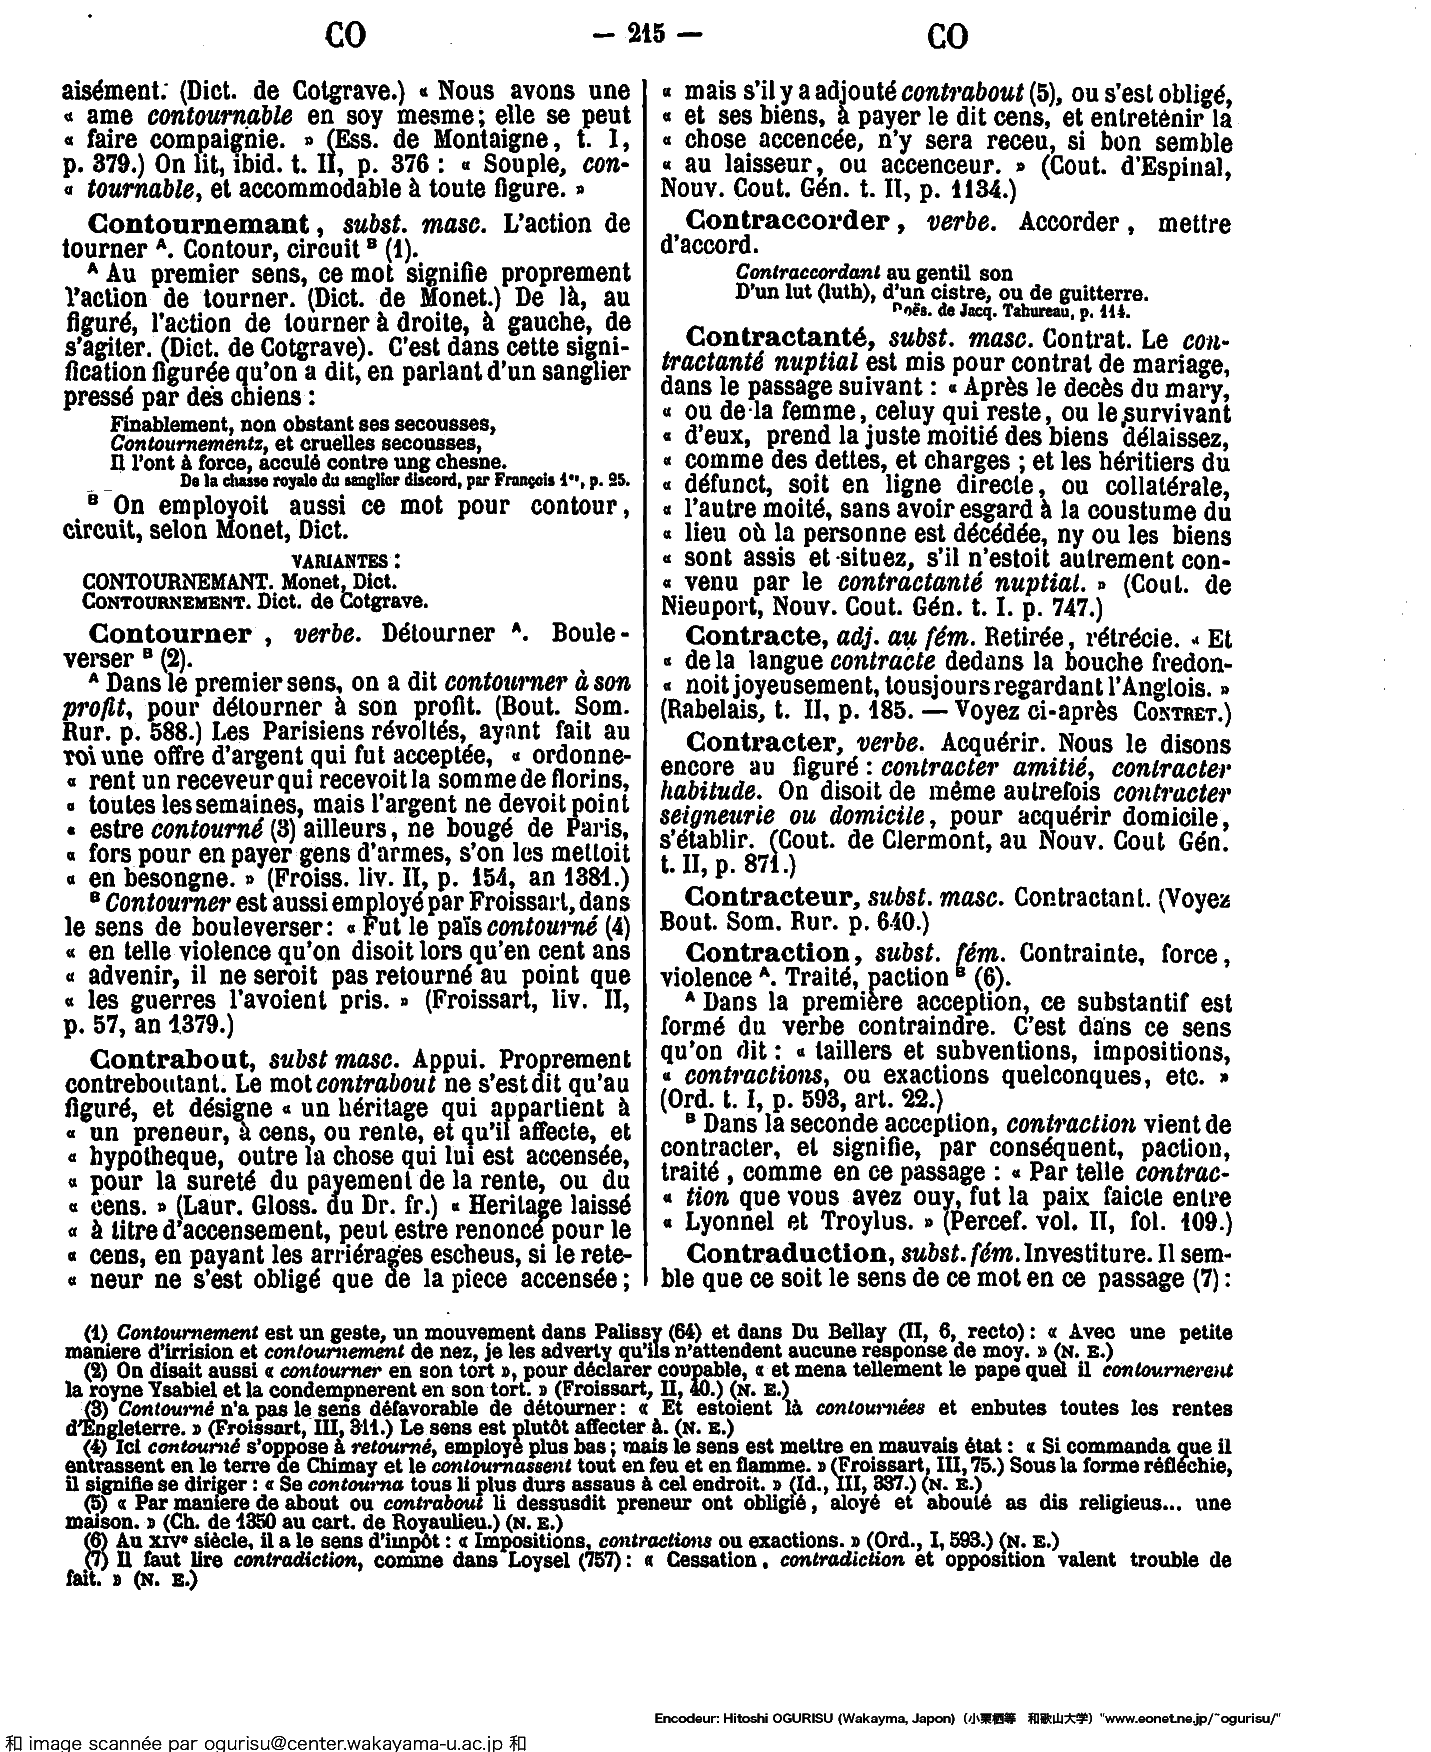 CO — 215 — CO
aisément. (Dict. de Cotgrave.) « Nous avons une
« ame contournable en soy mesme; elle se peut
« faire compaignie. » (Ess. de Montaigne, t. I,
p. 379.) On lit, ibid. t. II, p. 376 : « Souple, con-
« tournable, et accommodable à toute figure. »
Contournemant, subst. masc. L'action de
tourner A. Contour, circuit B (1).
A Au premier sens, ce mot signifie proprement
l'action de tourner. (Dict. de Monet.) De là, au
figuré, l'action de tourner à droite, à gauche, de
s'agiter. (Dict. de Cotgrave). C'est dans cette signi-
fication figurée qu'on a dit, en parlant d'un sanglier
pressé par des chiens :
Finablement, non obstant ses secousses,
Contournementz, et cruelles secousses,
Il l'ont à force, acculé contre ung chesne.
De la chasse royale du sanglier discord, par François 1er, p. 25.
B On employoit aussi ce mot pour contour,
circuit, selon Monet, Dict.
VARIANTES :
CONTOURNEMANT. Monet, Dict.
CONTOURNEMENT. Dict. de Cotgrave.
Contourner, verbe. Détourner A. Boule-
verser B (2).
A Dans le premier sens, on a dit contourner à son
profit, pour détourner à son profit. (Bout. Som.
Rur. p. 588.) Les Parisiens révoltés, ayant fait au
roi une offre d'argent qui fut acceptée, « ordonne-
« rent un receveur qui recevoit la somme de florins,
« toutes les semaines, mais l'argent ne devoit point
« estre contourné (3) ailleurs, ne bougé de Paris,
« fors pour en payer gens d'armes, s'on les mettoit
« en besongne. » (Froiss. liv. II, p. 154, an 1381.)
B Contourner est aussi employé par Froissart, dans
le sens de bouleverser : « Fut le païs contourné (4)
« en telle violence qu'on disoit lors qu'en cent ans
« advenir, il ne seroit pas retourné au point que
« les guerres l'avoient pris. » (Froissart, liv. II,
p. 57, an 1379.)
Contrabout, subst masc. Appui. Proprement
contreboutant. Le mot contrabout ne s'est dit qu'au
figuré, et désigne « un héritage qui appartient à
« un preneur, à cens, ou rente, et qu'il affecte, et
« hypotheque, outre la chose qui lui est accensée,
« pour la sureté du payement de la rente, ou du
« cens. » (Laur. Gloss. du Dr. fr.) « Heritage laissé
« à titre d'accensement, peut estre renoncé pour le
« cens, en payant les arriérages escheus, si le rete-
« neur ne s'est obligé que de la piece accensée;
« mais s'il y a adjouté contrabout (5), ou s'est obligé,
« et ses biens, à payer le dit cens, et entretenir la
« chose accencée, n'y sera receu, si bon semble
« au laisseur, ou accenceur. » (Cout. d'Espinal,
Nouv. Cout. Gén. t. II, p. 1134.)
Contraccorder, verbe. Accorder, mettre
d'accord.
Contraccordant au gentil son
D'un lut (luth), d'un cistre, ou de guitterre.
Poës. de Jacq. Tahureau, p. 114.
Contractanté, subst. masc. Contrat. Le con-
tractanté nuptial est mis pour contrat de mariage,
dans le passage suivant : « Après le decès du mary,
« ou de la femme, celuy qui reste, ou le survivant
« d'eux, prend la juste moitié des biens délaissez,
« comme des dettes, et charges ; et les héritiers du
« défunct, soit en ligne directe, ou collatérale,
« l'autre moité, sans avoir esgard à la coustume du
« lieu où la personne est décédée, ny ou les biens
« sont assis et situez, s'il n'estoit autrement con-
« venu par le contractanté nuptial. » (Cout. de
Nieuport, Nouv. Cout. Gén. t. I. p. 747.)
Contracte, adj. au fém. Retirée, rétrécie. « Et
« de la langue contracte dedans la bouche fredon-
« noit joyeusement, tousjours regardant l'Anglois. »
(Rabelais, t. II, p. 185. — Voyez ci-après CONTRET.)
Contracter, verbe. Acquérir. Nous le disons
encore au figuré : contracter amitié, contracter
habitude. On disoit de même autrefois contracter
seigneurie ou domicile, pour acquérir domicile,
s'établir. (Cout. de Clermont, au Nouv. Cout Gén.
t. II, p. 871.)
Contracteur, subst. masc. Contractant. (Voyez
Bout. Som. Rur. p. 640.)
Contraction, subst. fém. Contrainte, force,
violence A. Traité, paction B (6).
A Dans la première acception, ce substantif est
formé du verbe contraindre. C'est dans ce sens
qu'on dit : « taillers et subventions, impositions,
« contractions, ou exactions quelconques, etc. »
(Ord. t. I, p. 593, art. 22.)
B Dans la seconde acception, contraction vient de
contracter, et signifie, par conséquent, paction,
traité, comme en ce passage : « Par telle contrac-
« tion que vous avez ouy, fut la paix faicte entre
« Lyonnel et Troylus. » (Percef. vol. II, fol. 109.)
Contraduction, subst. fém. Investiture. Il sem-
ble que ce soit le sens de ce mot en ce passage (7) :
(1) Contournement est un geste, un mouvement dans Palissy (64) et dans Du Bellay (II, 6, recto) : « Avec une petite
maniere d'irrision et contournement de nez, je les adverty qu'ils n'attendent aucune response de moy. » (N. E.)
(2) On disait aussi « contourner en son tort », pour déclarer coupable, « et mena tellement le pape quel il contournerent
la royne Ysabiel et la condempnerent en son tort. » (Froissart, II, 40.) (N. E.)
(3) Contourné n'a pas le sens défavorable de détourner : « Et estoient là contournées et enbutes toutes les rentes
d'Engleterre. » (Froissart, III, 311.) Le sens est plutôt affecter à. (N. E.)
(4) Ici contourné s'oppose à retourné, employé plus bas ; mais le sens est mettre en mauvais état : « Si commanda que il
entrassent en le terre de Chimay et le contournassent tout en feu et en flamme. » (Froissart, III, 75.) Sous la forme réfléchie,
il signifie se diriger : « Se contourna tous li plus durs assaus à cel endroit. » (Id., III, 337.) (N. E.)
(5) « Par maniere de about ou contrabout li dessusdit preneur ont obligié, aloyé et abouté as dis religieus... une
maison. » (Ch. de 1350 au cart. de Royaulieu.) (N. E.)
(6) Au XIVe siècle, il a le sens d'impôt : « Impositions, contractions ou exactions. » (Ord., I, 593.) (N. E.)
(7) Il faut lire contradiction, comme dans Loysel (757) : « Cessation, contradiction et opposition valent trouble de
fait. » (N. E.)
Encodeur: Hitoshi OGURISU (Wakayma, Japon)（小栗栖等 和歌山大学）"www.eonet.ne.jp/~ogurisu/"
和 image scannée par ogurisu@center.wakayama-u.ac.jp 和